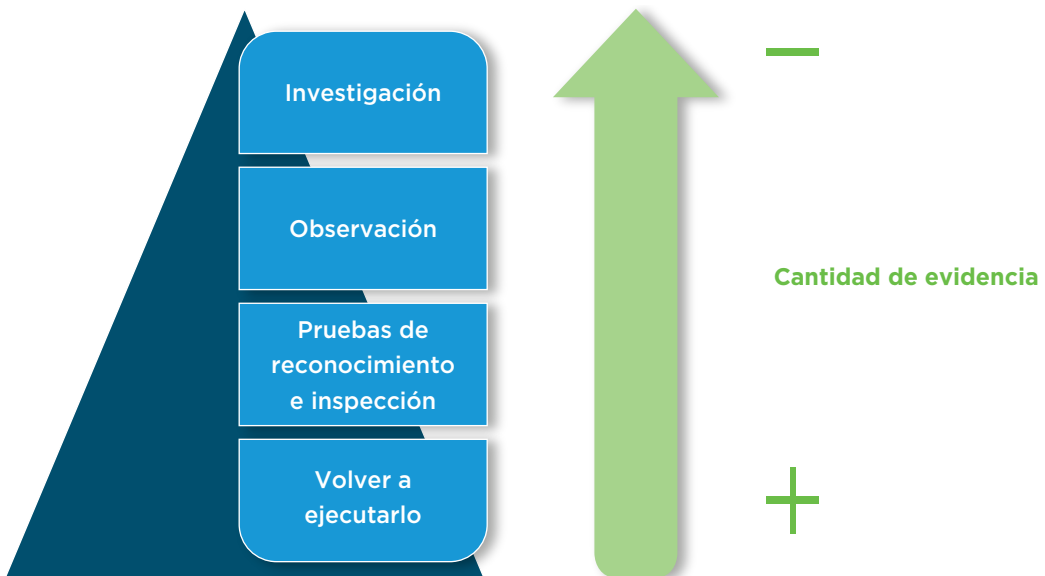 Investigación
Observación
Cantidad de evidencia
Pruebas de
reconocimiento
e inspección
Volver a
ejecutarlo